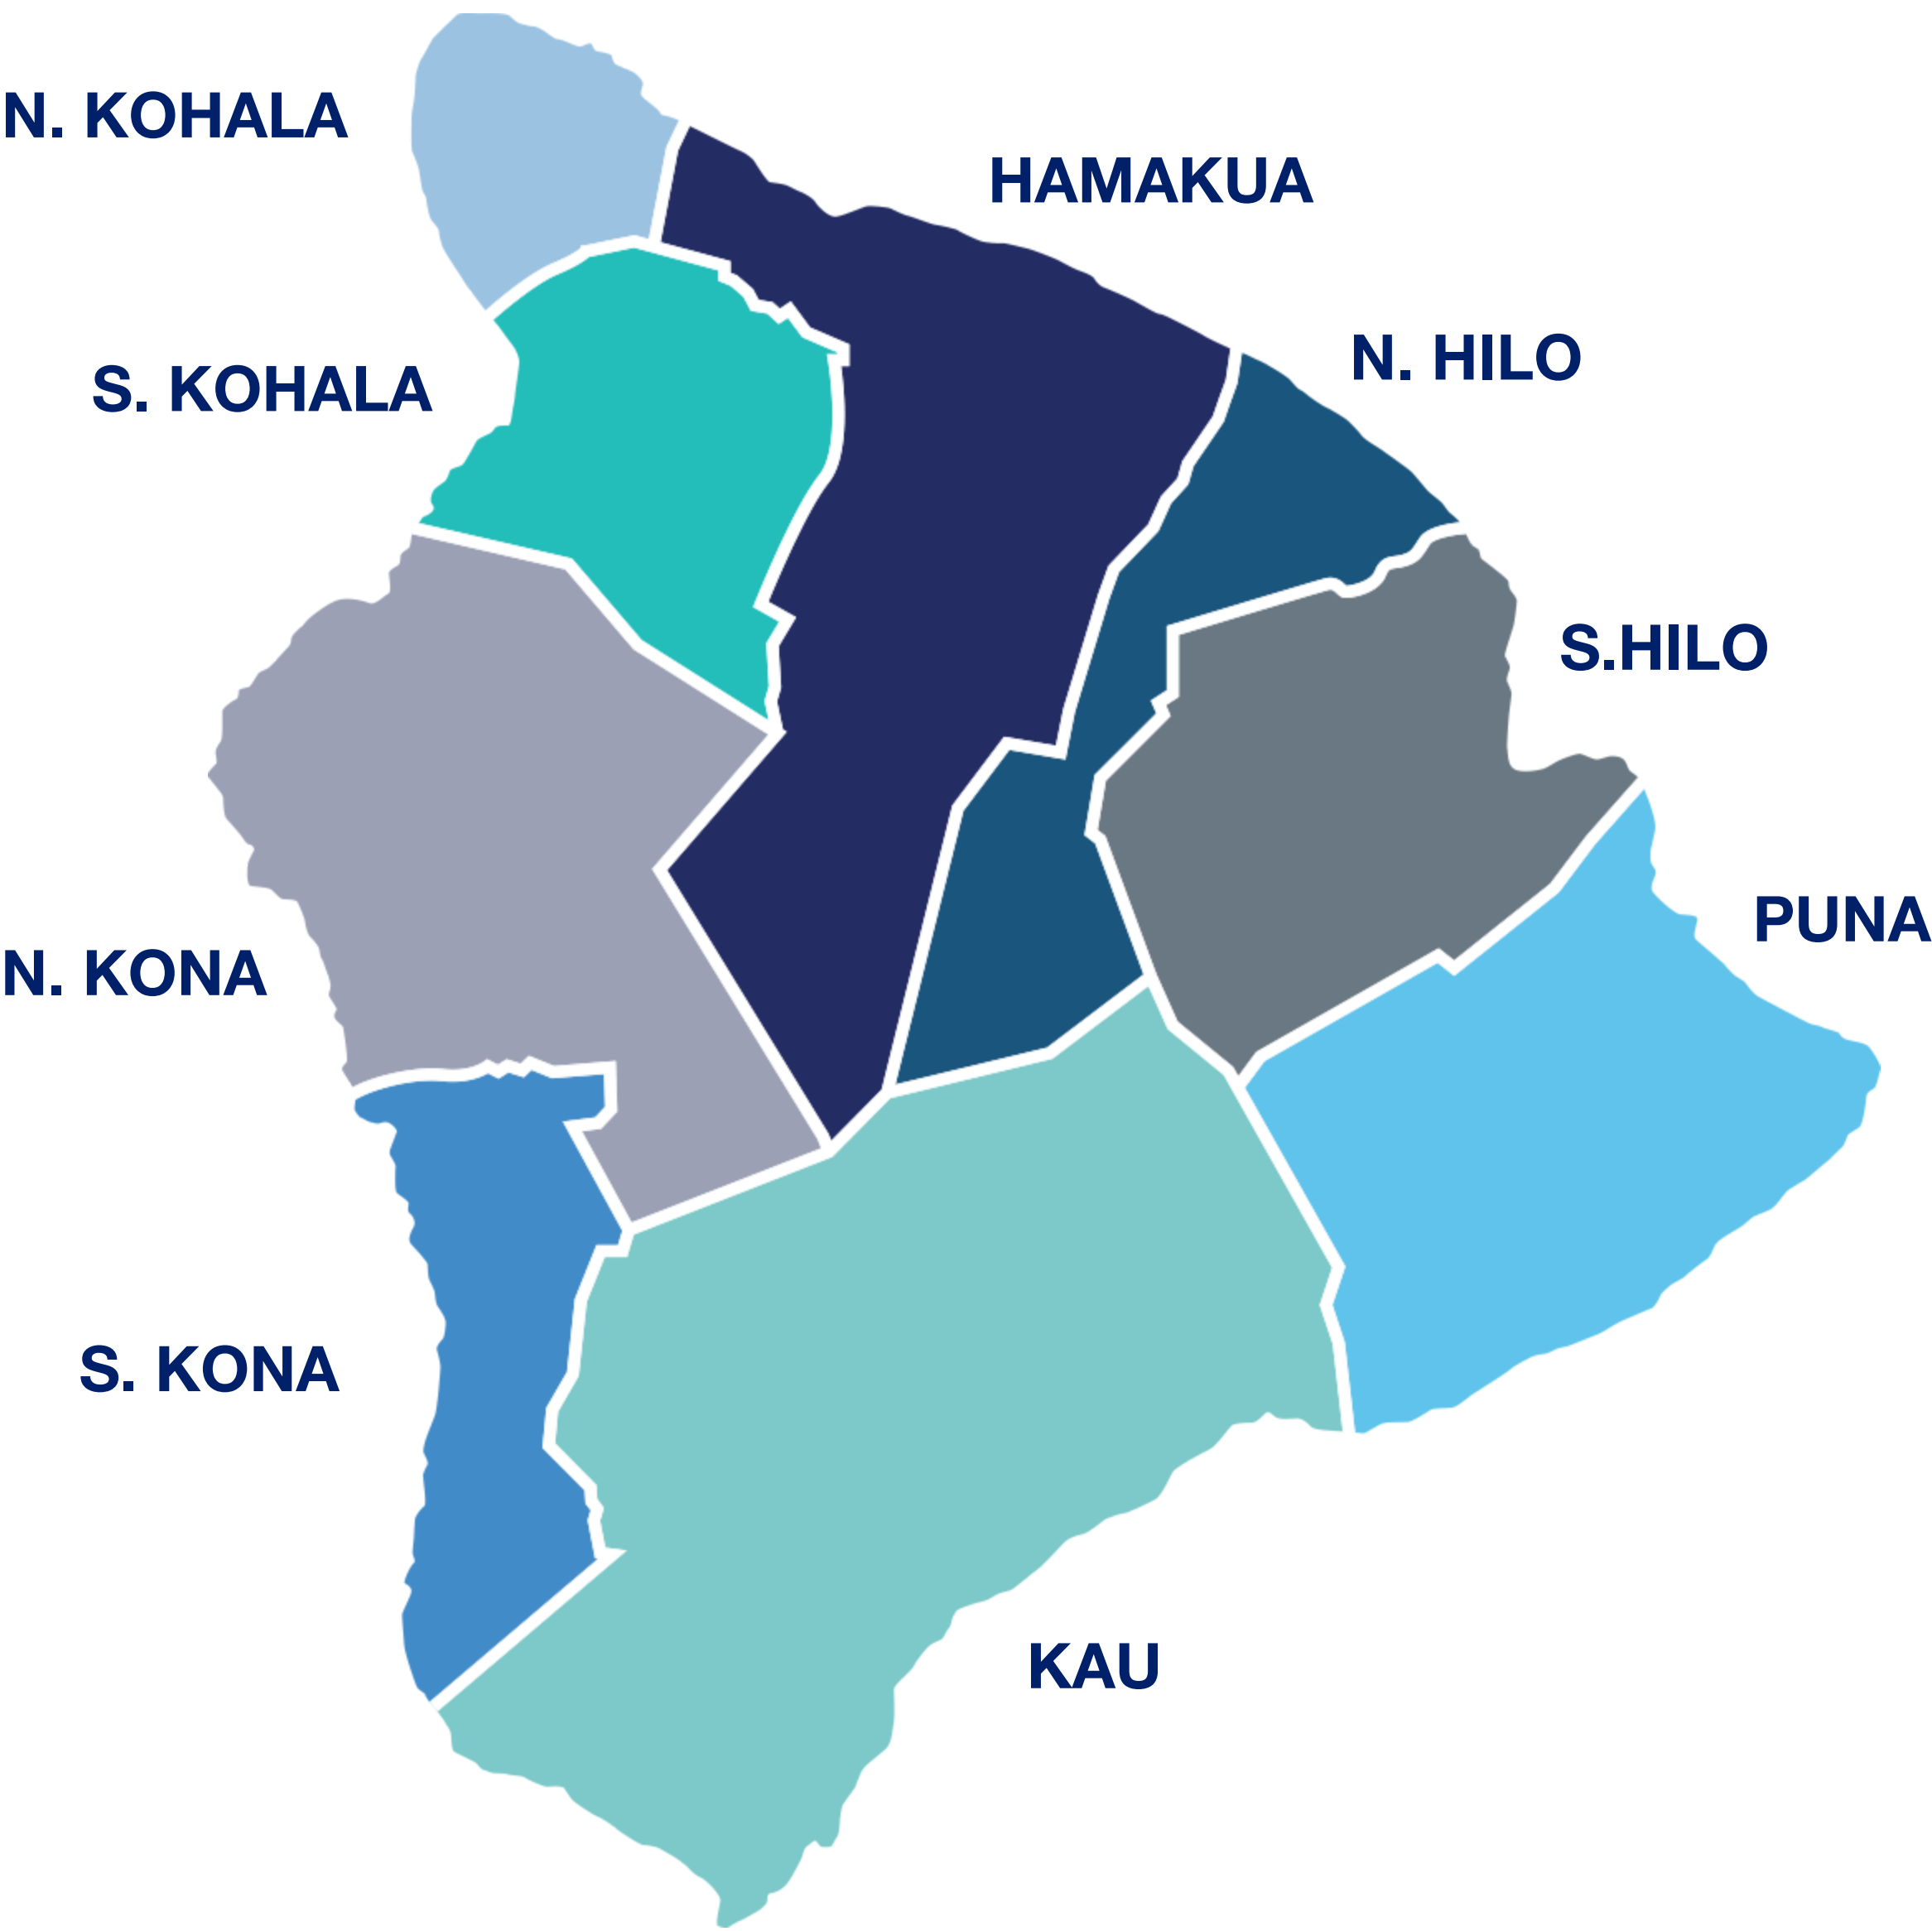 N. KOHALA
HAMAKUA
N. HILO
S. KOHALA
S.HILO
PUNA
N. KONA
S. KONA
KAU